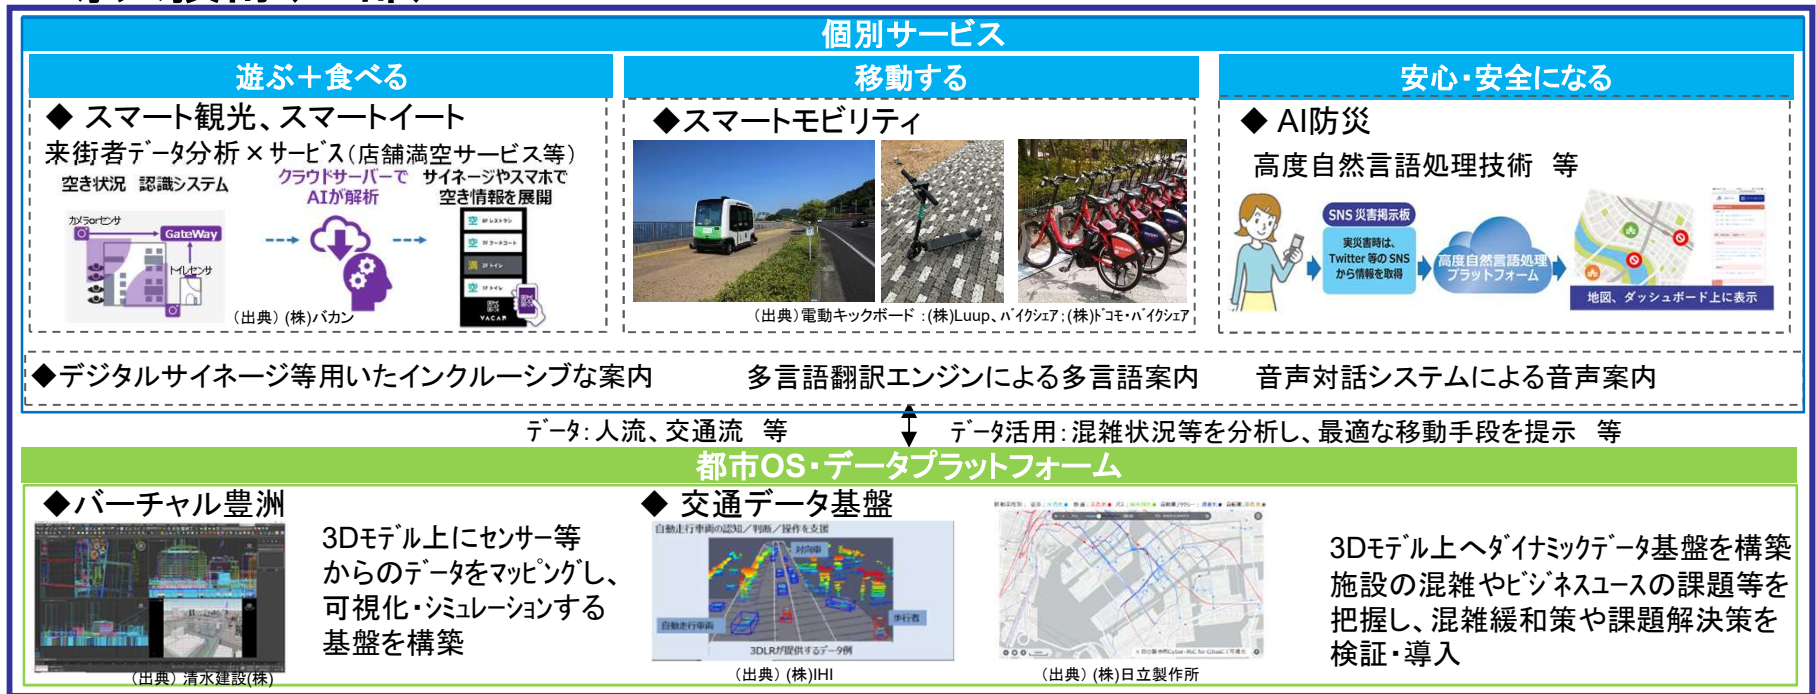 個別サービス
遊ぶ＋食べる
◆ スマート観光、スマートイート
来街者データ分析×サービス(店舗満空サービス等)
空き状況　認識システム
カメラorセンサ
GateWay
トイレセンサ
クラウドサーバーで
AIが解析
サイネージやスマホで
空き情報を展開
空 8F レストラン
空 3F フードコート
満 2F トイレ
空 1F トイレ
VACAN
（出典）(株)バカン
移動する
◆スマートモビリティ
（出典）電動キックボード：(株)Luup、バイクシェア；(株)ドコモ・バイクシェア
安心・安全になる
◆ AI防災
高度自然言語処理技術　等
SNS 災害掲示板
実災害時は、
Twitter 等の SNS
から情報を取得
高度自然言語処理
プラットフォーム
地図、ダッシュボード上に表示
◆デジタルサイネージ等用いたインクルーシブな案内　　多言語翻訳エンジンによる多言語案内　　音声対話システムによる音声案内
データ：人流、交通流　等
データ活用：混雑状況等を分析し、最適な移動手段を提示　等
都市OS・データプラットフォーム
◆バーチャル豊洲
3Dモデル上にセンサー等
からのデータをマッピングし、
可視化・シミュレーションする
基盤を構築
（出典）清水建設(株)
◆ 交通データ基盤
自動走行車両の認知／判断／操作を支援
対向車
自動走行車両
歩行者
3DLRが提供するデータ例
（出典）(株)IHI
（出典）(株)日立製作所
3Dモデル上へダイナミックデータ基盤を構築
施設の混雑やビジネスユースの課題等を
把握し、混雑緩和策や課題解決策を
検証・導入